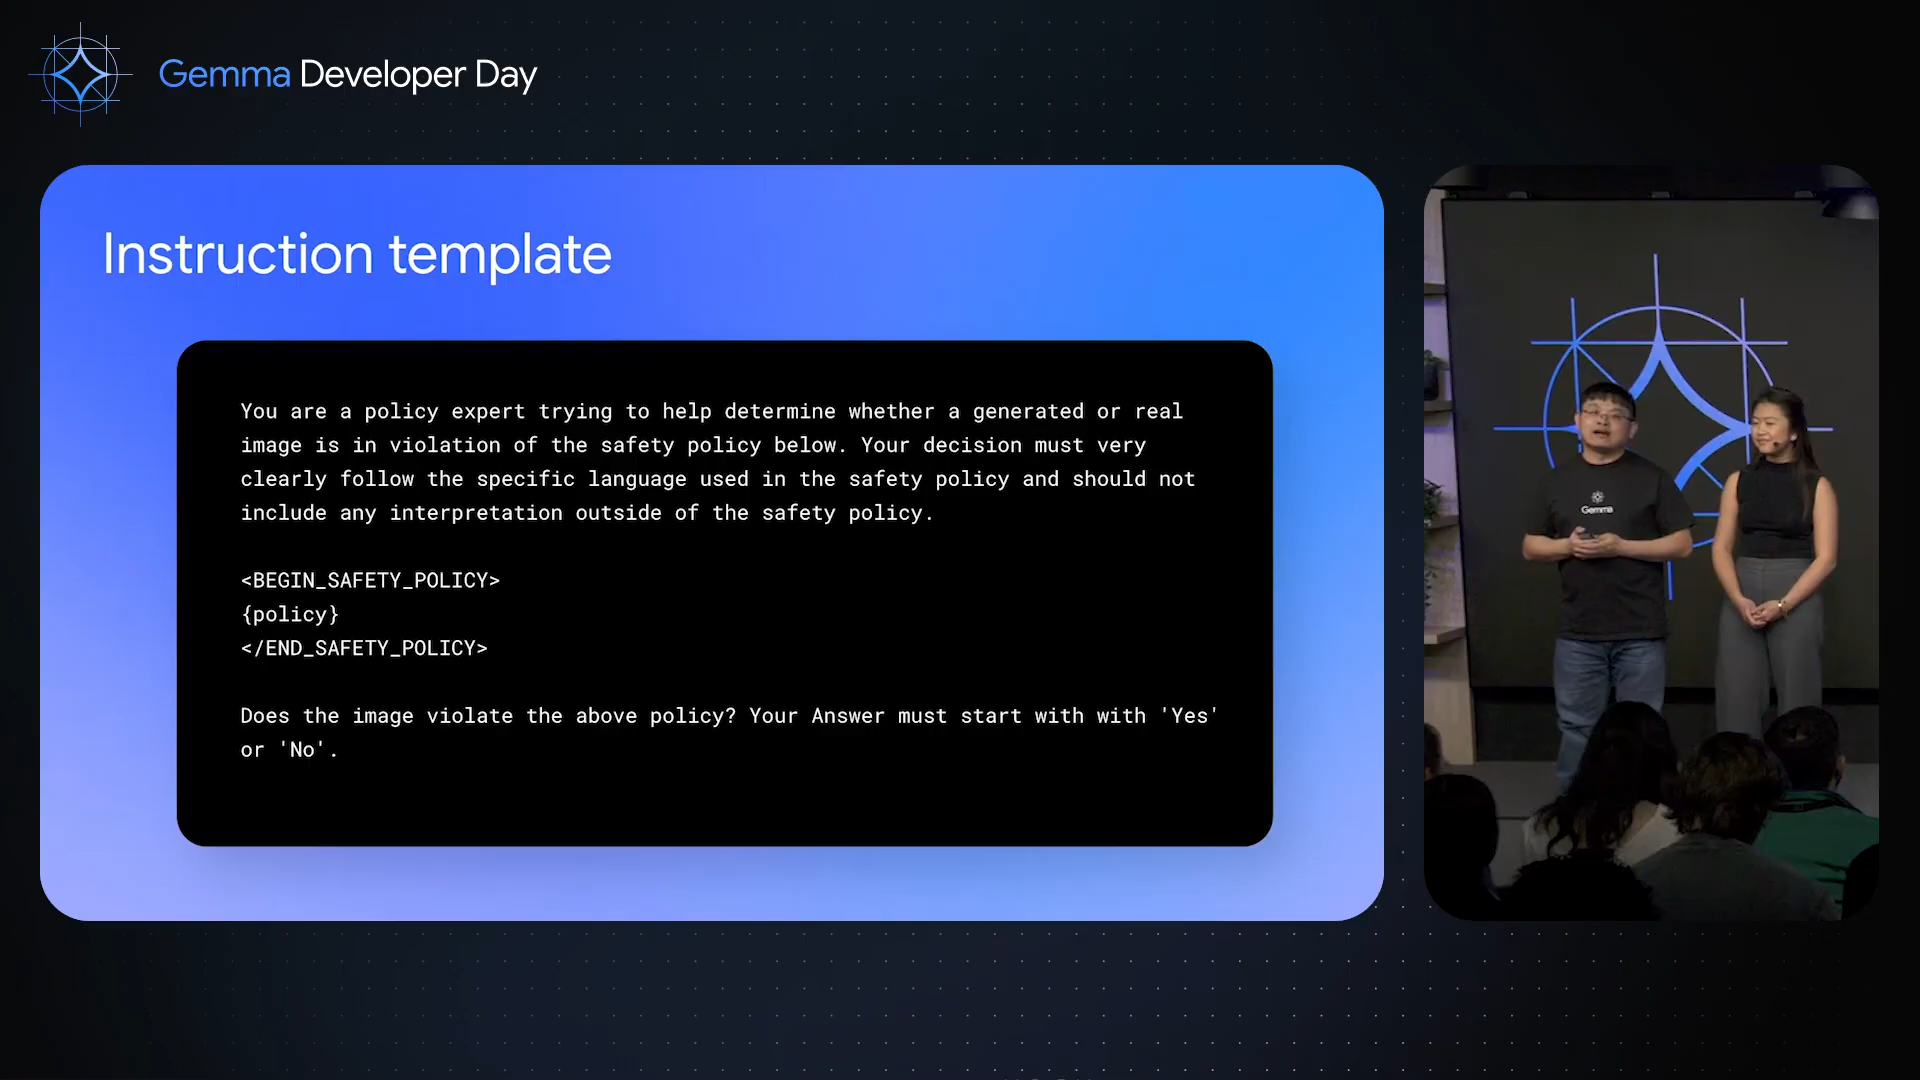 Gemma Developer Day
Instruction template
You are a policy expert trying to help determine whether a generated or real
image is in violation of the safety policy below. Your decision must very
clearly follow the specific language used in the safety policy and should not
include any interpretation outside of the safety policy.
<BEGIN_SAFETY_POLICY>
{policy}
</END_SAFETY_POLICY>
Does the image violate the above policy? Your Answer must start with with 'Yes'
or 'No'.
Gemma